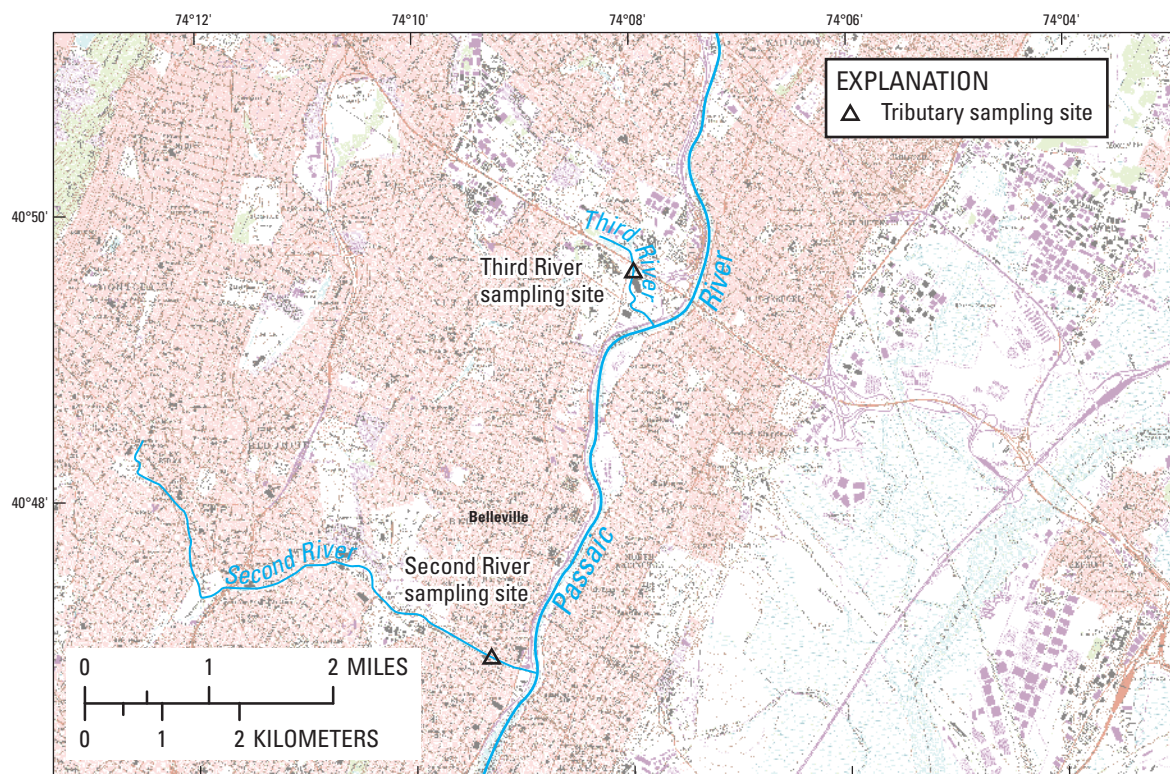 74°12'
74°10'
74°08'
74°06'
74°04'
EXPLANATION
Tributary sampling site
40°50'
Third River
Third River
sampling site
River
40°48'
Belleville
Second River
Second River
sampling site
Passaic
0 1 2 MILES
0 1 2 KILOMETERS